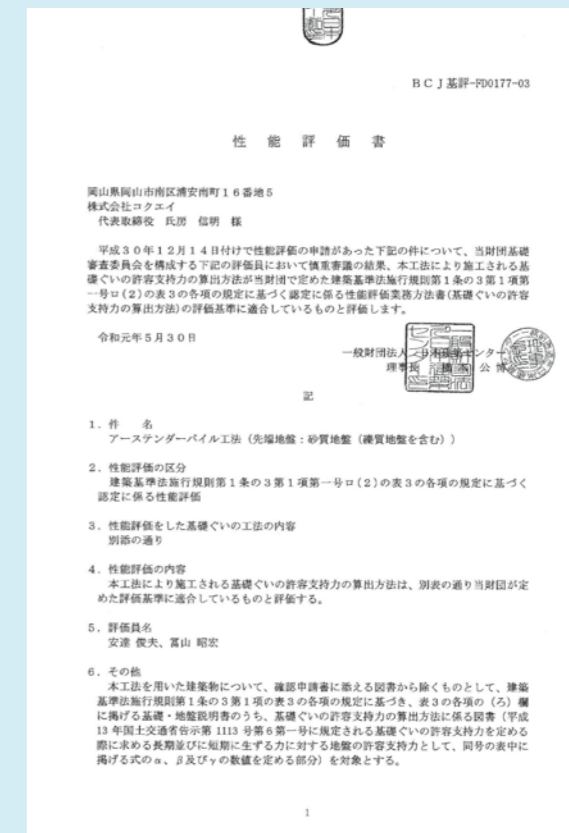 BCJ基評-FD0177-03
性能評価書
岡山県岡山市南区浦安南町16番地5
株式会社コクエイ
代表取締役 氏房 信明 様
平成30年12月14日付けで性能評価の申請があった下記の件について、当財団基礎
審査委員会を構成する下記の評価員において慎重審議の結果、本工法により施工される基
礎ぐいの許容支持力の算出方法が当財団で定めた建築基準法施行規則第1条の3第1項第
一号ロ(2)の表3の各項の規定に基づく認定に係る性能評価業務方法書(基礎ぐいの許容
支持力の算出方法)の評価基準に適合しているものと評価します。
令和元年5月30日
一般財団法人 日本建築センター
理事長 橋本 公博
記
1.件 名
アーステンダーパイル工法(先端地盤:砂質地盤(礫質地盤を含む))
2.性能評価の区分
建築基準法施行規則第1条の3第1項第一号ロ(2)の表3の各項の規定に基づく
認定に係る性能評価
3.性能評価をした基礎ぐいの工法の内容
別添の通り
4.性能評価の内容
本工法により施工される基礎ぐいの許容支持力の算出方法は、別表の通り当財団が定
めた評価基準に適合しているものと評価する。
5.評価員名
安達 俊夫、冨山 昭宏
6.その他
本工法を用いた建築物について、確認申請書に添える図書から除くものとして、建築
基準法施行規則第1条の3第1項の表3の各項の規定に基づき、表3の各項の(ろ)欄
に掲げる基礎・地盤説明書のうち、基礎ぐいの許容支持力の算出方法に係る図書(平成
13年国土交通省告示第1113号第6第一号に規定される基礎ぐいの許容支持力を定める
際に求める長期並びに短期に生ずる力に対する地盤の許容支持力として、同号の表中に
掲げる式のα、β及びγの数値を定める部分)を対象とする。
1